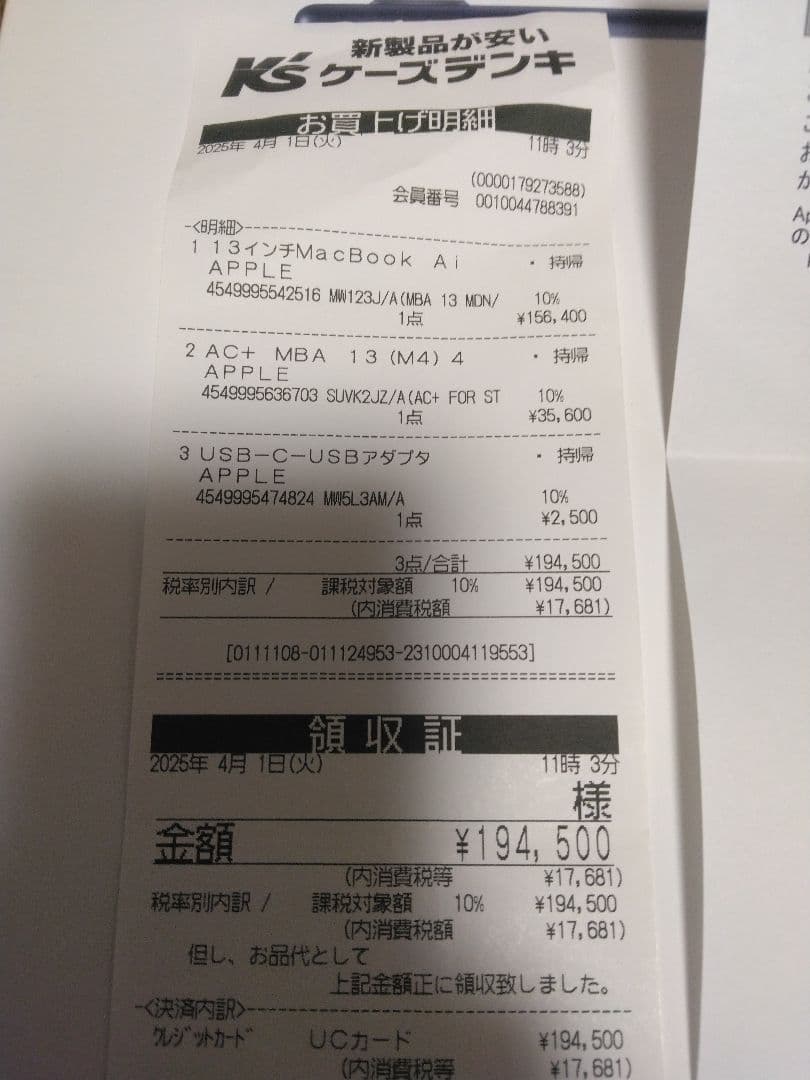 新製品が安い
K'sケーズデンキ
お買上げ明細
2025年 4月 1日(火) 11時 3分
(0000179273588)
会員番号 0010044788391
-<明細>-
1 13インチMacBook Ai ・ 持帰
APPLE
4549995542516 MW123J/A(MBA 13 MDN/ 10%
1点 ¥156,400
2 AC+ MBA 13 (M4) 4 ・ 持帰
APPLE
4549995636703 SUVK2JZ/A(AC+ FOR ST 10%
1点 ¥35,600
3 USB-C-USBアダプタ ・ 持帰
APPLE
4549995474824 MW5L3AM/A 10%
1点 ¥2,500
3点/合計 ¥194,500
税率別内訳 / 課税対象額 10% ¥194,500
(内消費税額 ¥17,681)
[0111108-011124953-2310004119553]
領収証
2025年 4月 1日(火) 11時 3分
様
金額 ¥194,500
(内消費税等 ¥17,681)
税率別内訳 / 課税対象額 10% ¥194,500
(内消費税額 ¥17,681)
但し、お品代として
上記金額正に領収致しました。
-<決済内訳>-
クレジットカード UCカード ¥194,500
(内消費税等 ¥17,681)